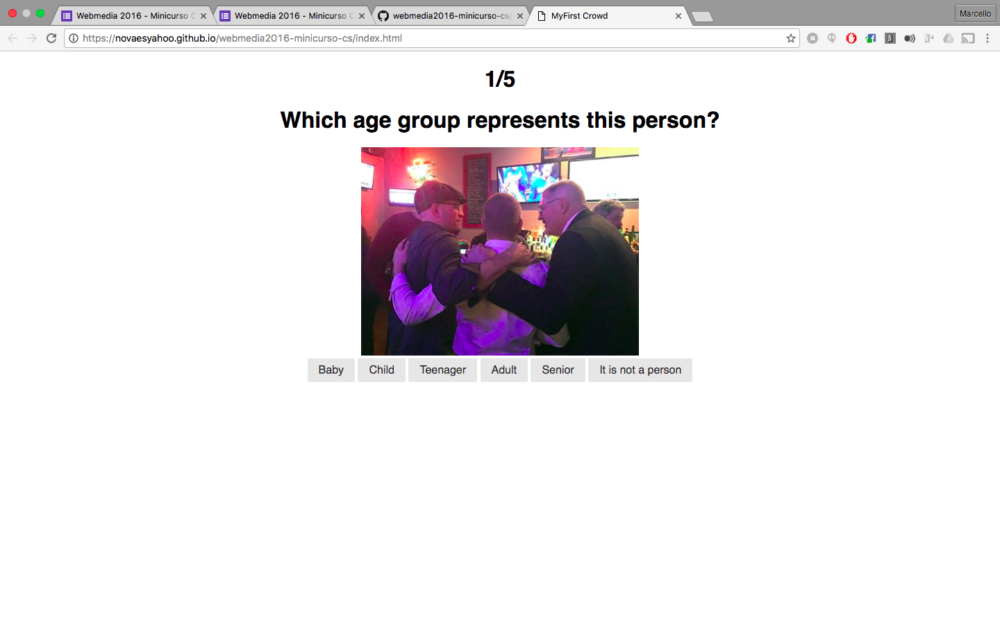 Webmedia 2016 - Minicurso C
Webmedia 2016 - Minicurso C
webmedia2016-minicurso-cs/
MyFirst Crowd
Marcello
https://novaesyahoo.github.io/webmedia2016-minicurso-cs/index.html
1/5
Which age group represents this person?
Baby
Child
Teenager
Adult
Senior
It is not a person